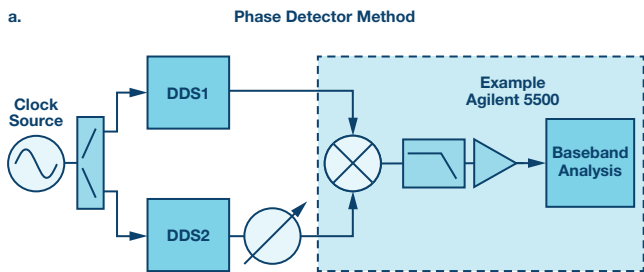 a.
Phase Detector Method
Clock
Source
DDS1
DDS2
Example
Agilent 5500
Baseband
Analysis